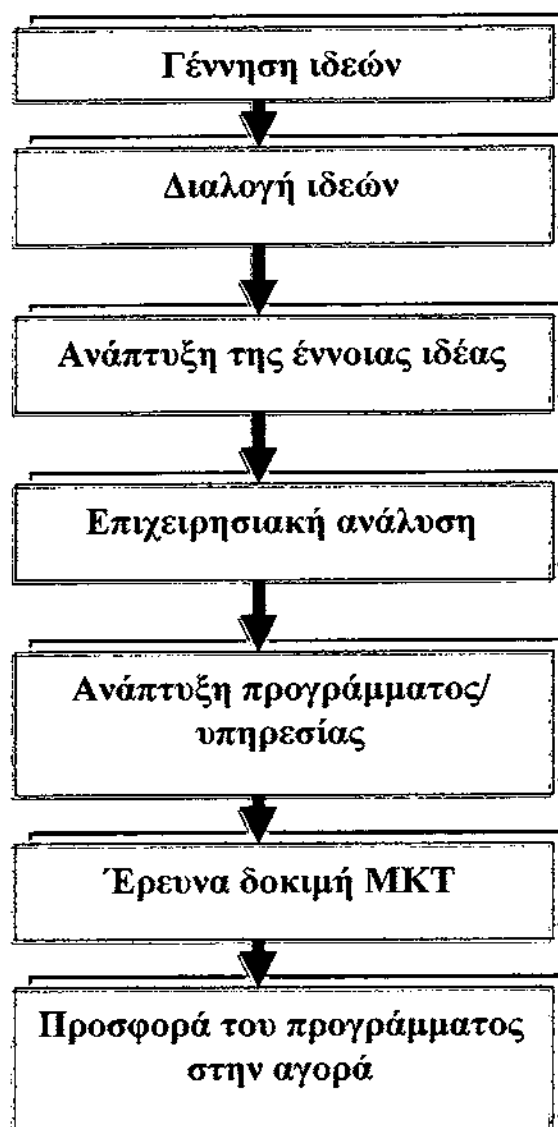 Γέννηση ιδεών
Διαλογή ιδεών
Ανάπτυξη της έννοιας ιδέας
Επιχειρησιακή ανάλυση
Ανάπτυξη προγράμματος/
υπηρεσίας
Έρευνα δοκιμή ΜΚΤ
Προσφορά του προγράμματος
στην αγορά